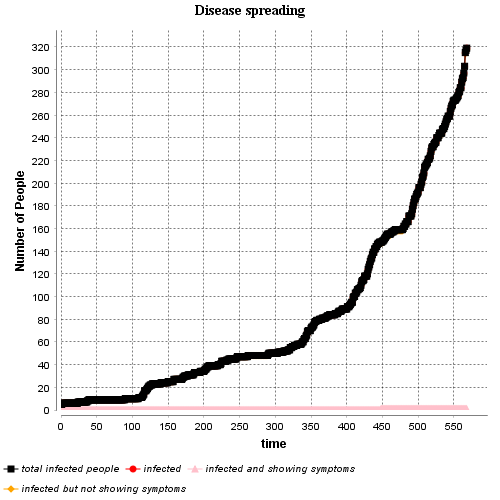 Disease spreading
320
300
280
260
240
220
200
180
160
140
120
100
80
60
40
20
0
Number of People
0 50 100 150 200 250 300 350 400 450 500 550
time
total infected people infected infected and showing symptoms
infected but not showing symptoms